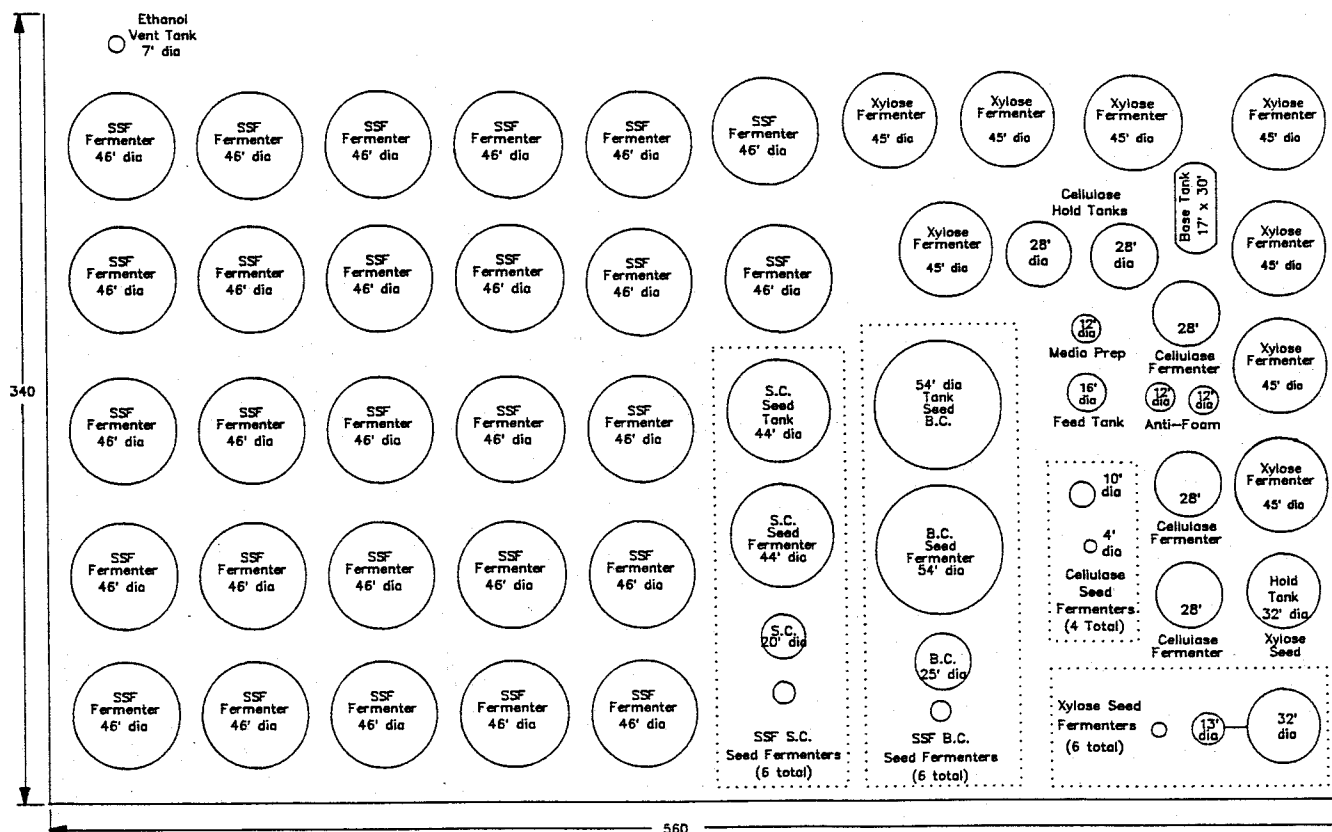 Ethanol
Vent Tank
7' dia
SSF
Fermenter
46' dia
SSF
Fermenter
46' dia
SSF
Fermenter
46' dia
SSF
Fermenter
46' dia
SSF
Fermenter
46' dia
SSF
Fermenter
46' dia
Xylose
Fermenter
45' dia
Xylose
Fermenter
45' dia
Xylose
Fermenter
45' dia
Xylose
Fermenter
45' dia
Base Tank
17' x 30'
Cellulase
Hold Tanks
28'
dia
28'
dia
SSF
Fermenter
46' dia
SSF
Fermenter
46' dia
SSF
Fermenter
46' dia
SSF
Fermenter
46' dia
SSF
Fermenter
46' dia
SSF
Fermenter
46' dia
Xylose
Fermenter
45' dia
Xylose
Fermenter
45' dia
12'
dia
Media Prep
28'
Cellulase
Fermenter
Xylose
Fermenter
45' dia
340
SSF
Fermenter
46' dia
SSF
Fermenter
46' dia
SSF
Fermenter
46' dia
SSF
Fermenter
46' dia
SSF
Fermenter
46' dia
S.C.
Seed
Tank
44' dia
54' dia
Tank
Seed
B.C.
16'
dia
Feed Tank
12'
dia
12'
dia
Anti-Foam
10'
dia
4'
dia
Cellulase
Seed
Fermenters
(4 Total)
28'
Cellulase
Fermenter
Xylose
Fermenter
45' dia
SSF
Fermenter
46' dia
SSF
Fermenter
46' dia
SSF
Fermenter
46' dia
SSF
Fermenter
46' dia
SSF
Fermenter
46' dia
S.C.
Seed
Fermenter
44' dia
B.C.
Seed
Fermenter
54' dia
28'
Cellulase
Fermenter
Hold
Tank
32' dia
Xylose
Seed
S.C.
20' dia
B.C.
25' dia
SSF
Fermenter
46' dia
SSF
Fermenter
46' dia
SSF
Fermenter
46' dia
SSF
Fermenter
46' dia
SSF
Fermenter
46' dia
SSF S.C.
Seed Fermenters
(6 total)
SSF B.C.
Seed Fermenters
(6 total)
Xylose Seed
Fermenters
(6 total)
13'
dia
32'
dia
560